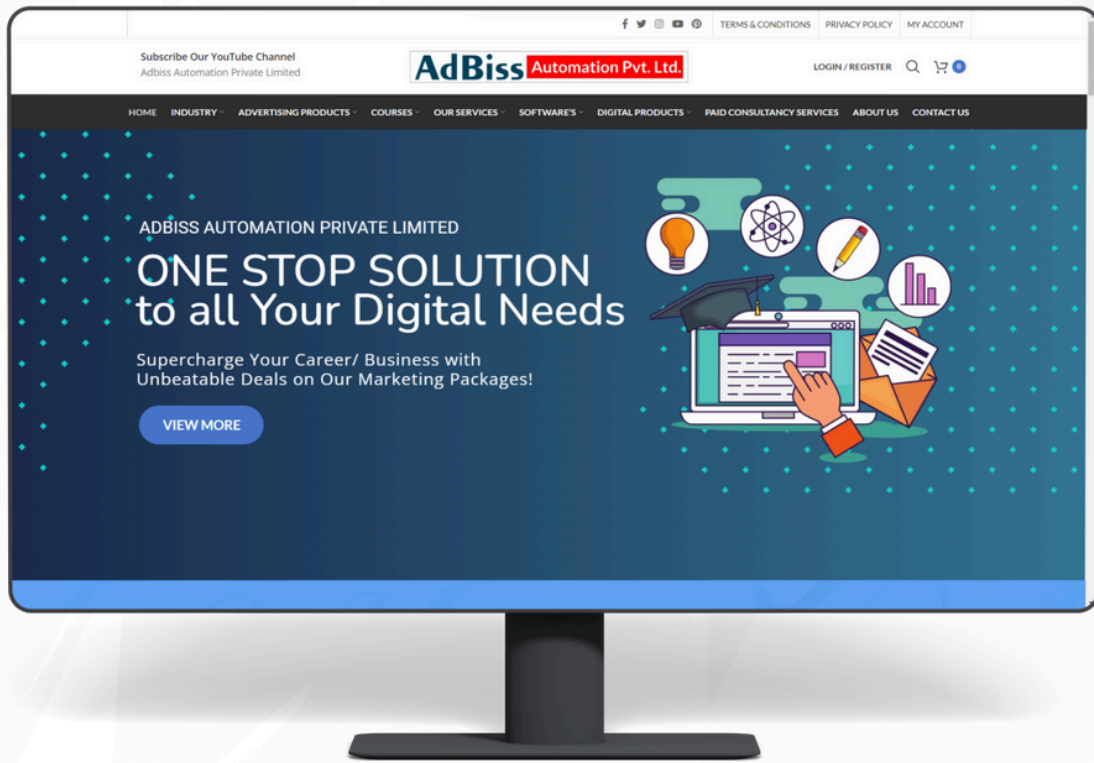 TERMS & CONDITIONS PRIVACY POLICY MY ACCOUNT
Subscribe Our YouTube Channel
Adbiss Automation Private Limited
AdBiss Automation Pvt. Ltd.
LOGIN / REGISTER 0
HOME INDUSTRY ADVERTISING PRODUCTS COURSES OUR SERVICES SOFTWARE'S DIGITAL PRODUCTS PAID CONSULTANCY SERVICES ABOUT US CONTACT US
ADBISS AUTOMATION PRIVATE LIMITED
ONE STOP SOLUTION
to all Your Digital Needs
Supercharge Your Career/ Business with
Unbeatable Deals on Our Marketing Packages!
VIEW MORE